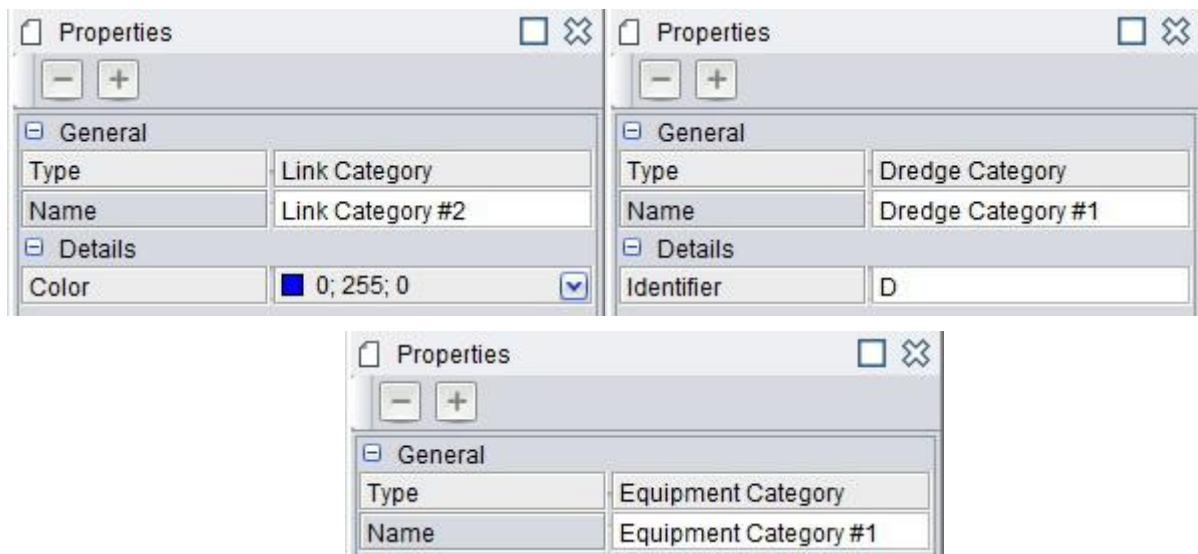 Properties
General
Type Link Category
Name Link Category #2
Details
Color 0; 255; 0
Properties
General
Type Dredge Category
Name Dredge Category #1
Details
Identifier D
Properties
General
Type Equipment Category
Name Equipment Category #1